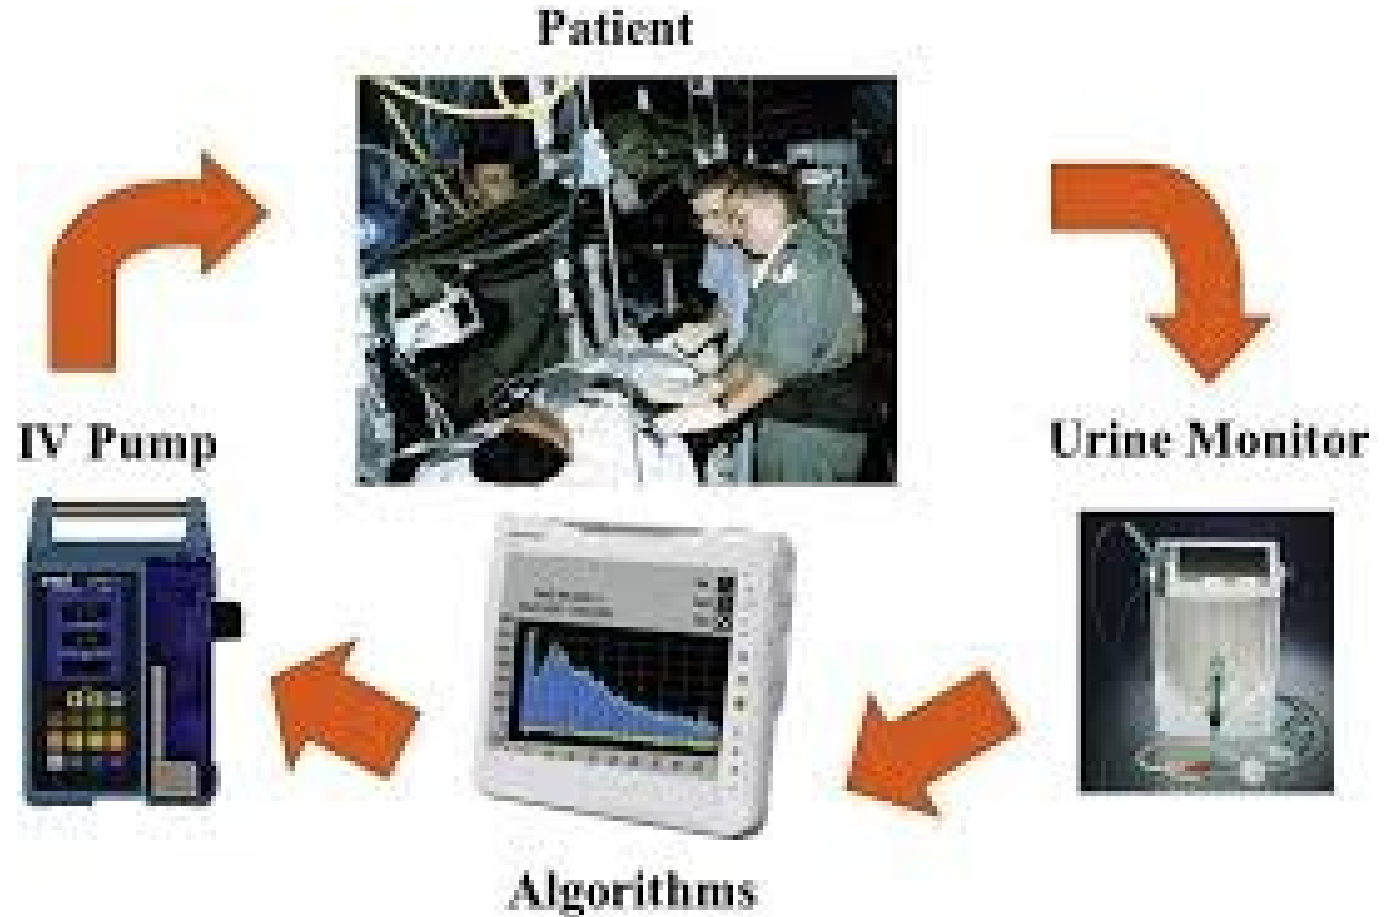 Patient
IV Pump
Urine Monitor
Algorithms